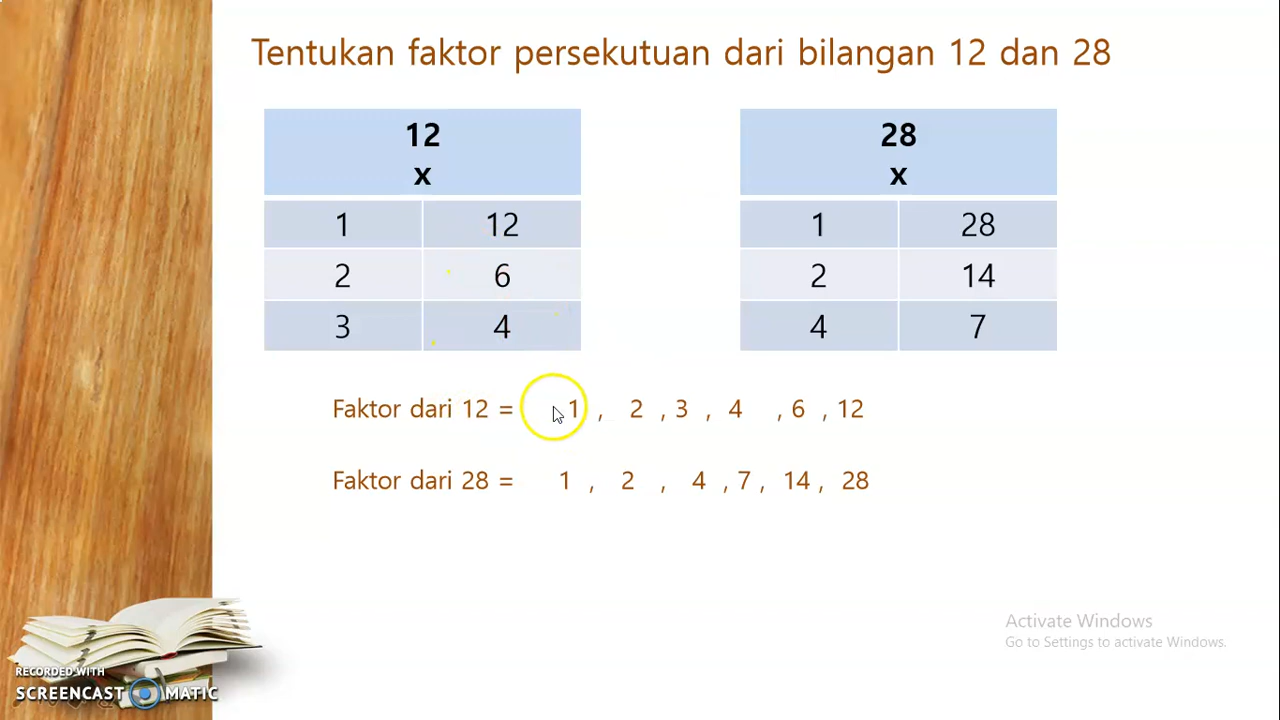 Tentukan faktor persekutuan dari bilangan 12 dan 28
12
x
1 12
2 6
3 4
28
x
1 28
2 14
4 7
Faktor dari 12 = 1 , 2 , 3 , 4 , 6 , 12
Faktor dari 28 = 1 , 2 , 4 , 7 , 14 , 28
Activate Windows
Go to Settings to activate Windows.
RECORDED WITH
SCREENCAST MATIC